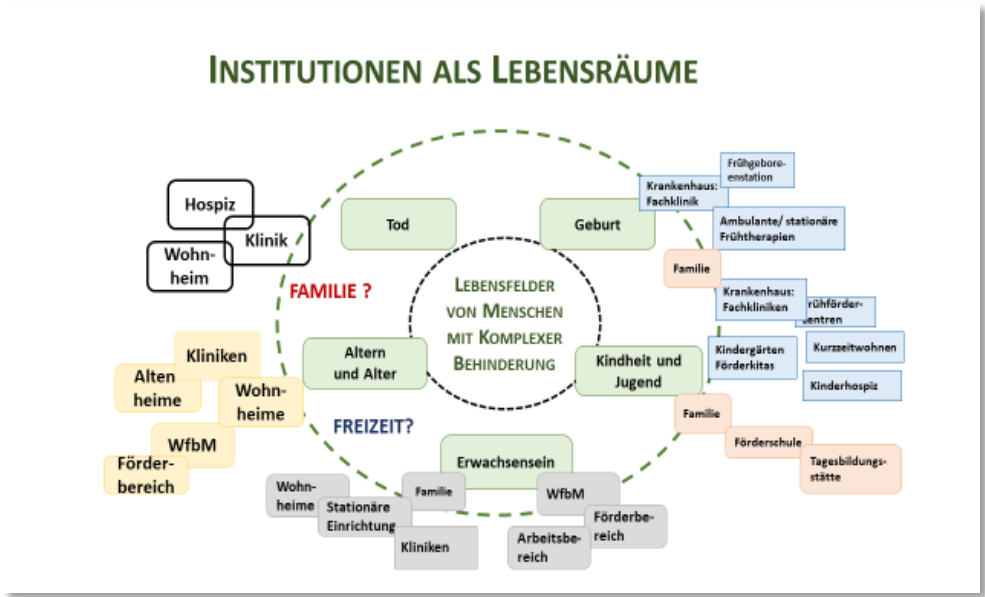 INSTITUTIONEN ALS LEBENSRÄUME
Frühgebore-
enstation
Krankenhaus:
Fachklinik
Hospiz
Tod
Geburt
Ambulante/ stationäre
Frühtherapien
Klinik
Wohn-
heim
Familie
FAMILIE ?
LEBENSFELDER
VON MENSCHEN
MIT KOMPLEXER
BEHINDERUNG
Krankenhaus:
Fachkliniken
rühförder-
entren
Kliniken
Altern
und Alter
Kindheit und
Jugend
Kindergärten
Förderkitas
Kurzzeitwohnen
Alten
heime
Wohn-
heime
Kinderhospiz
FREIZEIT?
Familie
WfbM
Förderschule
Förder-
bereich
Erwachsensein
Tagesbildungs-
stätte
Wohn-
heime
Familie
WfbM
Stationäre
Einrichtung
Förderbe-
reich
Kliniken
Arbeitsbe-
reich